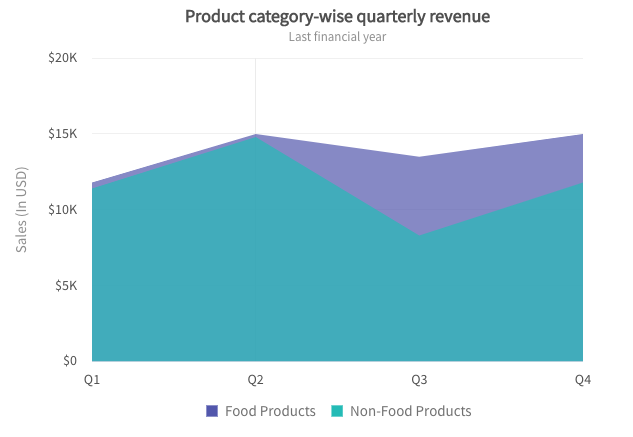 Product category-wise quarterly revenue
Last financial year
Sales (In USD)
$20K
$15K
$10K
$5K
$0
Q1 Q2 Q3 Q4
Food Products Non-Food Products